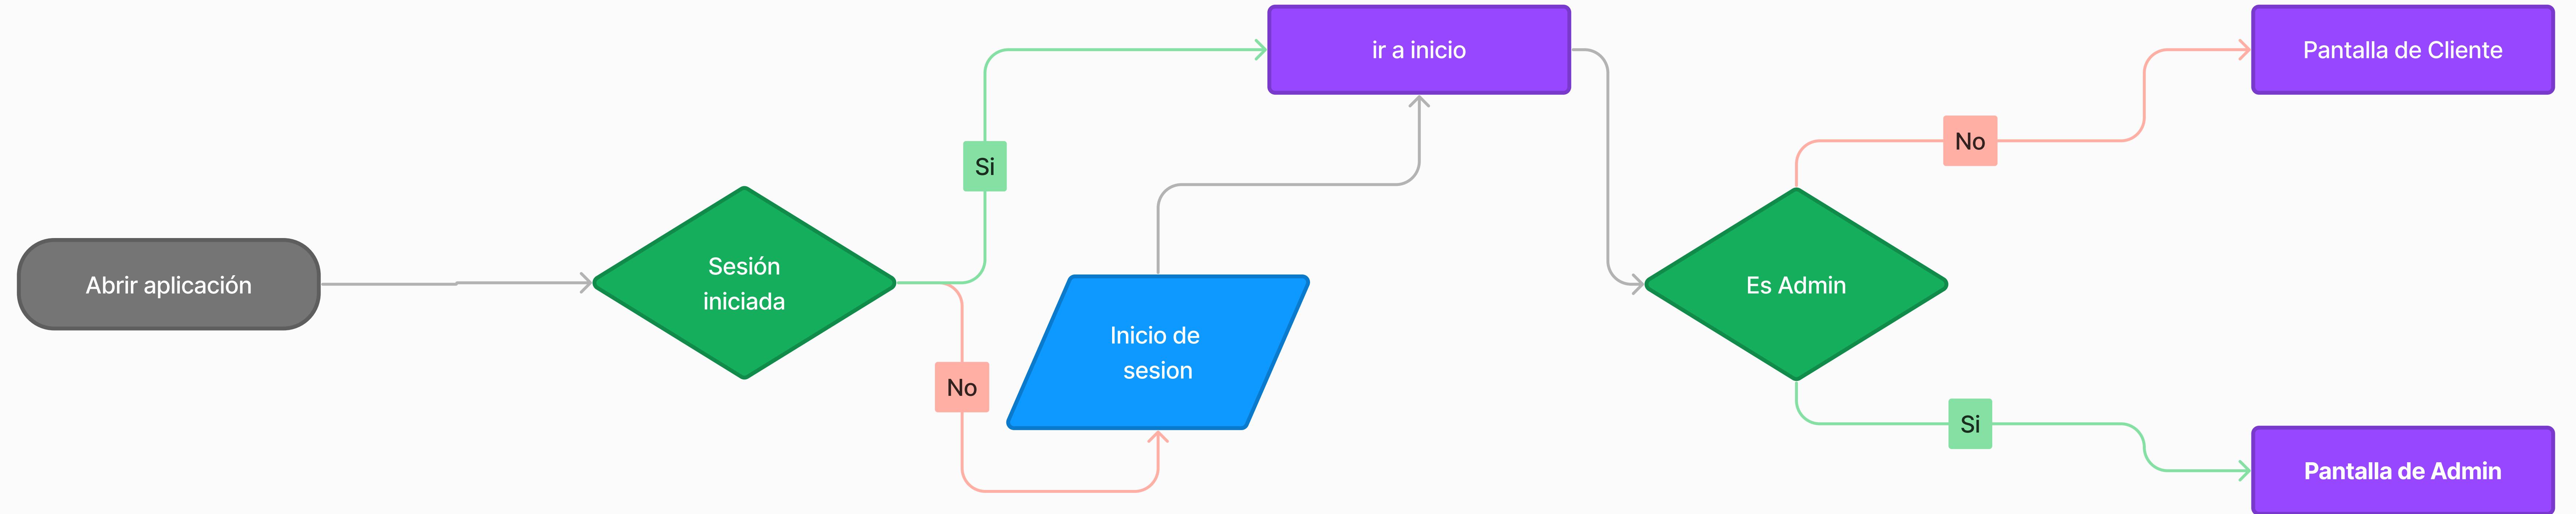 Abrir aplicación
Sesión
iniciada
Si
No
Inicio de
sesion
ir a inicio
Es Admin
No
Si
Pantalla de Cliente
Pantalla de Admin